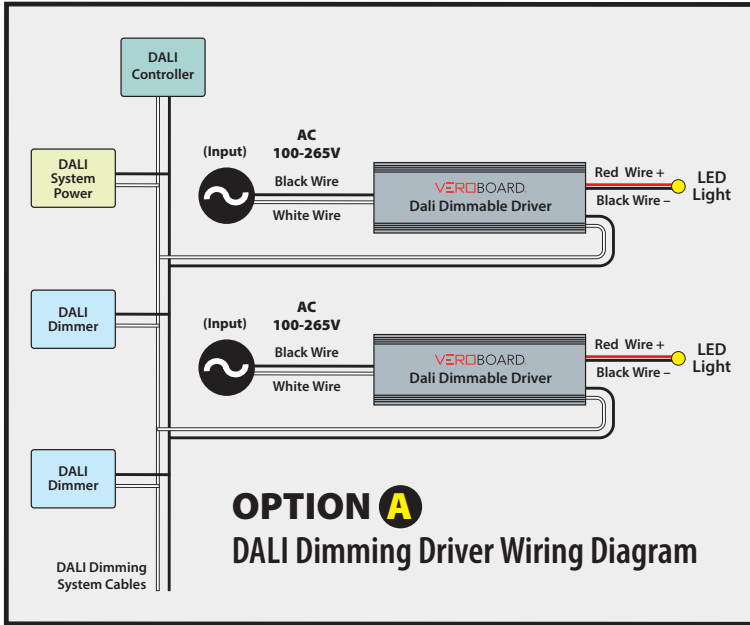 DALI
Controller
DALI
System
Power
(Input)
AC
100-265V
Black Wire
White Wire
VEROBOARD.
Dali Dimmable Driver
Red Wire +
Black Wire –
LED
Light
DALI
Dimmer
(Input)
AC
100-265V
Black Wire
White Wire
VEROBOARD.
Dali Dimmable Driver
Red Wire +
Black Wire –
LED
Light
DALI
Dimmer
OPTION A
DALI Dimming Driver Wiring Diagram
DALI Dimming
System Cables